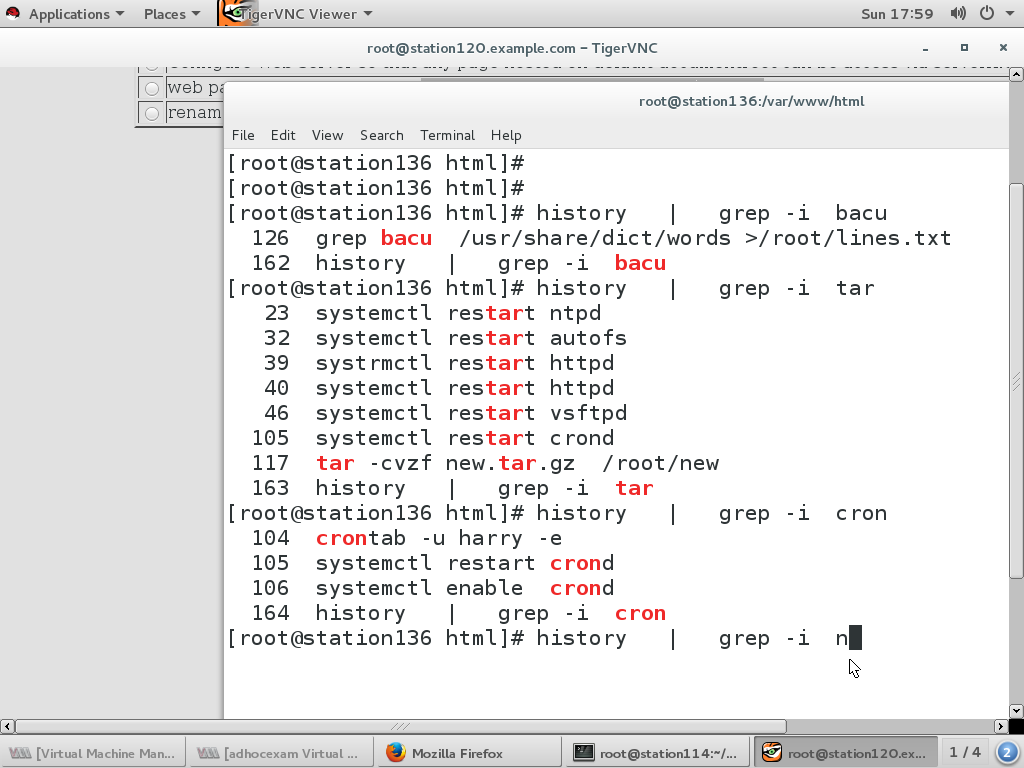 Applications Places TigerVNC Viewer Sun 17:59
root@station120.example.com – TigerVNC
web pa
renam
root@station136:/var/www/html
File Edit View Search Terminal Help
[root@station136 html]#
[root@station136 html]#
[root@station136 html]# history | grep -i bacu
126 grep bacu /usr/share/dict/words >/root/lines.txt
162 history | grep -i bacu
[root@station136 html]# history | grep -i tar
23 systemctl restart ntpd
32 systemctl restart autofs
39 systrmctl restart httpd
40 systemctl restart httpd
46 systemctl restart vsftpd
105 systemctl restart crond
117 tar -cvzf new.tar.gz /root/new
163 history | grep -i tar
[root@station136 html]# history | grep -i cron
104 crontab -u harry -e
105 systemctl restart crond
106 systemctl enable crond
164 history | grep -i cron
[root@station136 html]# history | grep -i n
[Virtual Machine Man... [adhocexam Virtual ... Mozilla Firefox root@station114:~/... root@station120.ex... 1 / 4 2